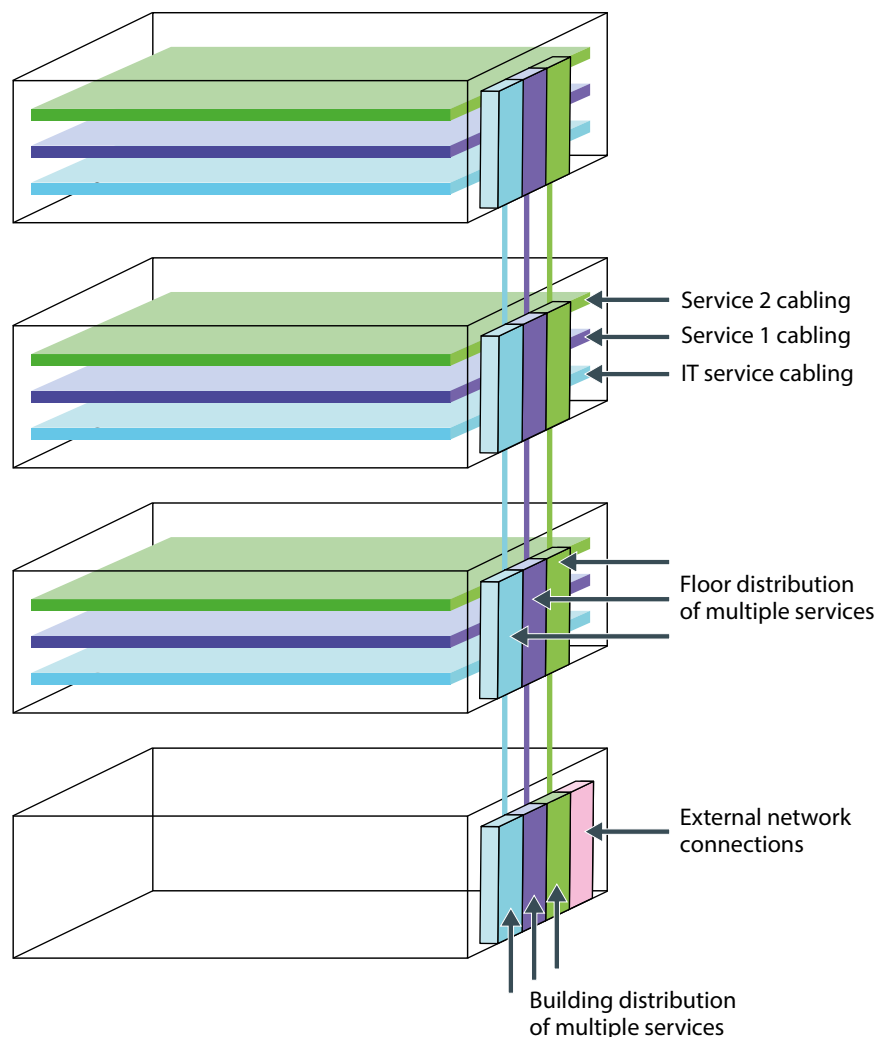 Service 2 cabling
Service 1 cabling
IT service cabling
Floor distribution
of multiple services
External network
connections
Building distribution
of multiple services